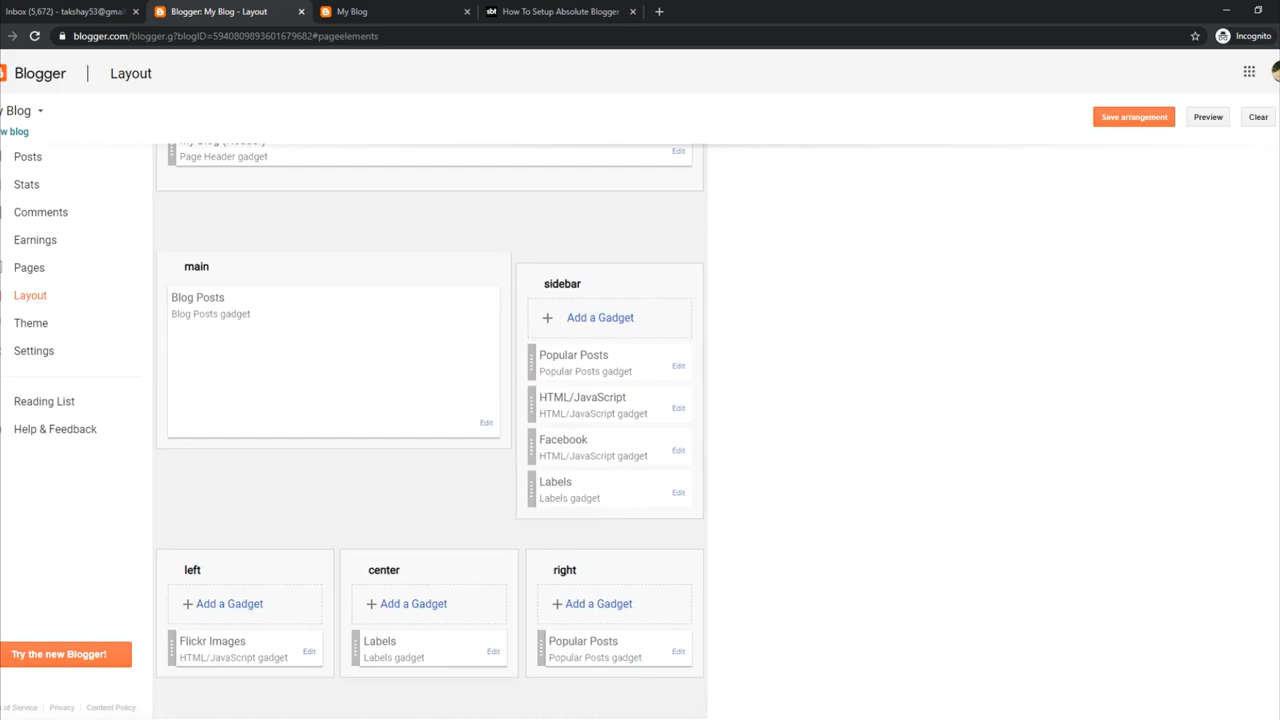 Inbox (5,672) - takshay53@gmai
Blogger: My Blog - Layout
My Blog
sbt
How To Setup Absolute Blogger
blogger.com/blogger.g?blogID=5940809893601679682#pageelements
Incognito
Blogger
Layout
y Blog
w blog
Save arrangement
Preview
Clear
Posts
Stats
Comments
Earnings
Pages
Layout
Theme
Settings
Reading List
Help & Feedback
Try the new Blogger!
of Service
Privacy
Content Policy
My Blog (Header)
Page Header gadget
Edit
main
Blog Posts
Blog Posts gadget
Edit
sidebar
Add a Gadget
Popular Posts
Popular Posts gadget
Edit
HTML/JavaScript
HTML/JavaScript gadget
Edit
Facebook
HTML/JavaScript gadget
Edit
Labels
Labels gadget
Edit
left
Add a Gadget
Flickr Images
HTML/JavaScript gadget
Edit
center
Add a Gadget
Labels
Labels gadget
Edit
right
Add a Gadget
Popular Posts
Popular Posts gadget
Edit